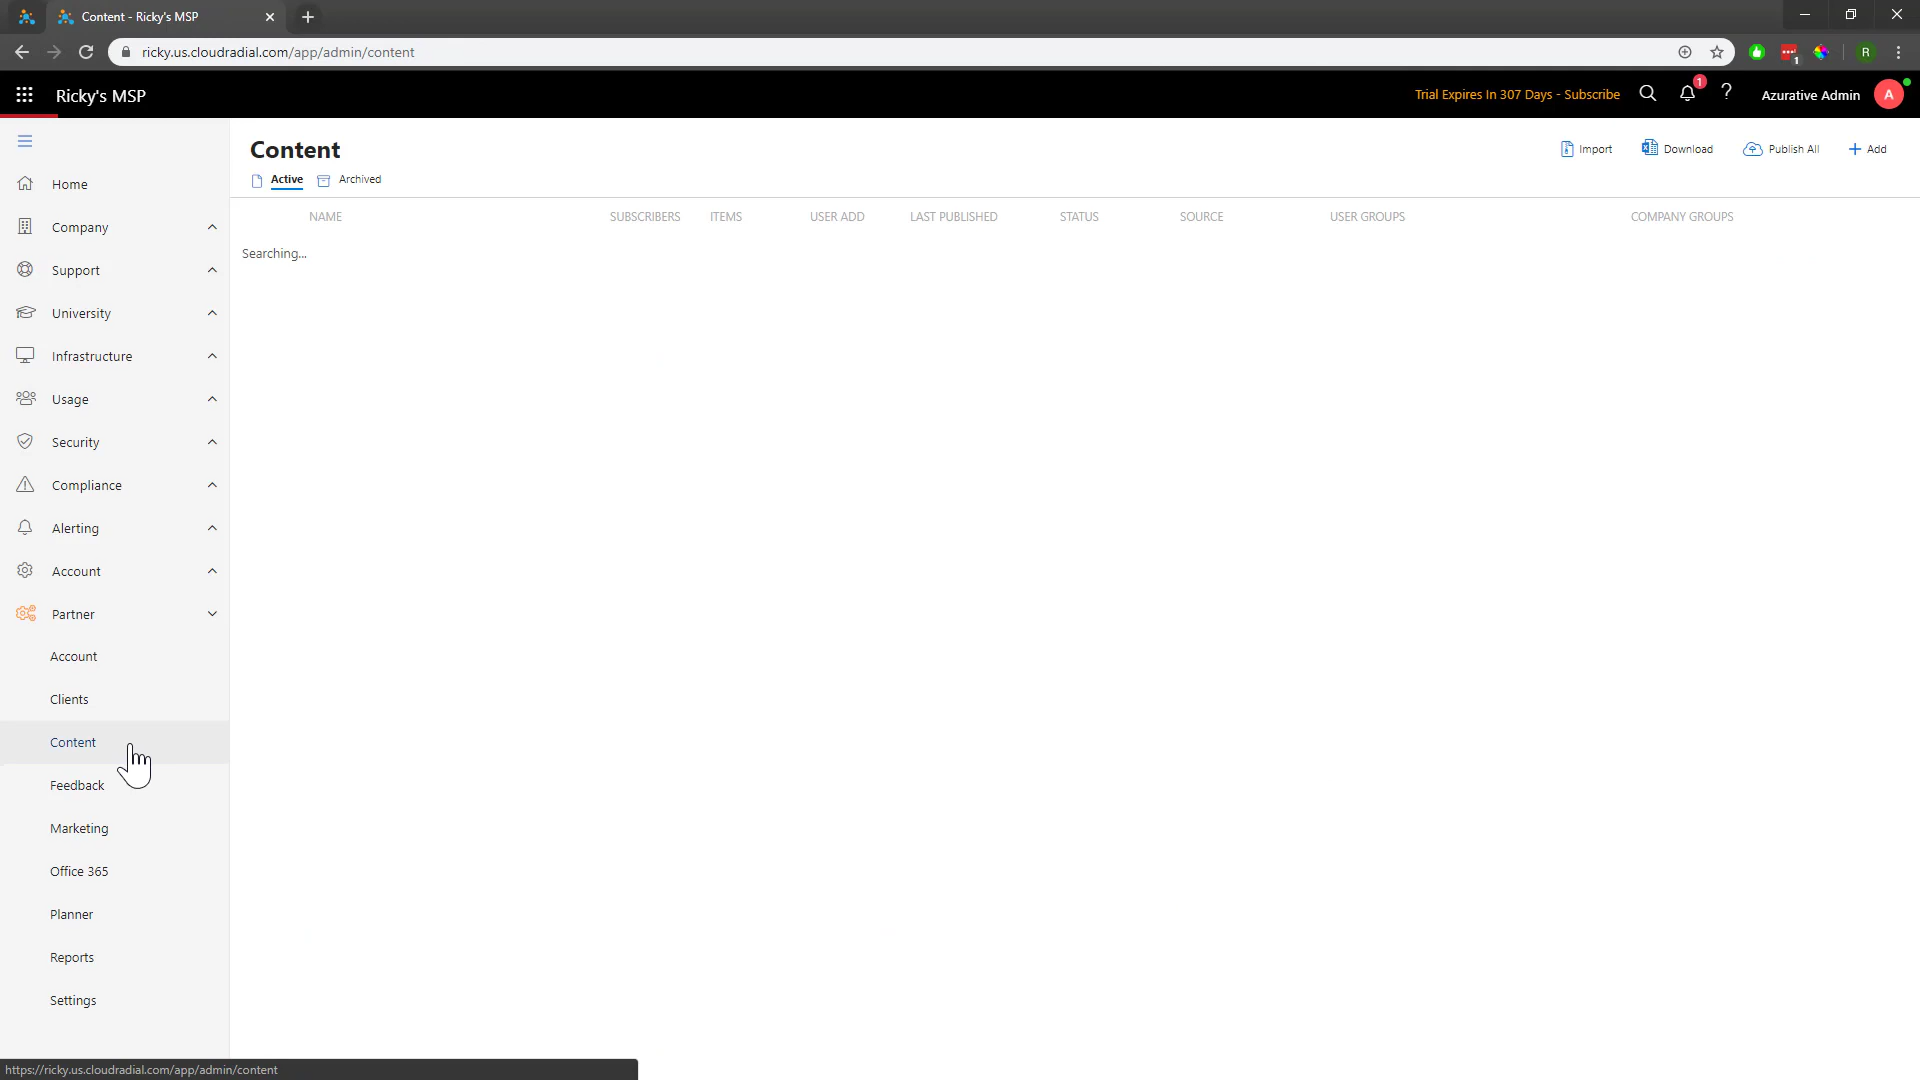 Content - Ricky's MSP
ricky.us.cloudradial.com/app/admin/content
1
R
Ricky's MSP
Trial Expires In 307 Days - Subscribe
1
?
Azurative Admin
A
Home
Company
Support
University
Infrastructure
Usage
Security
Compliance
Alerting
Account
Partner
Account
Clients
Content
Feedback
Marketing
Office 365
Planner
Reports
Settings
Content
Import
Download
Publish All
Add
Active
Archived
NAME
SUBSCRIBERS
ITEMS
USER ADD
LAST PUBLISHED
STATUS
SOURCE
USER GROUPS
COMPANY GROUPS
Searching...
https://ricky.us.cloudradial.com/app/admin/content